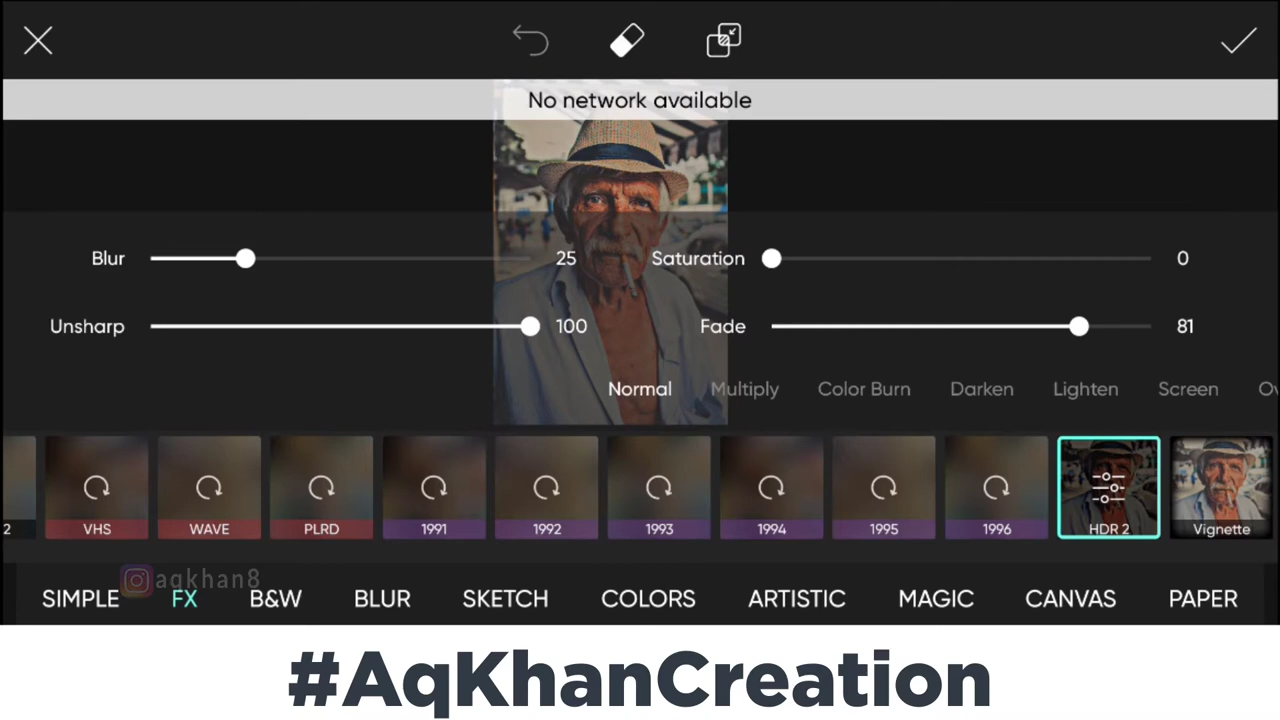 No network available
Blur 25 Saturation 0
Unsharp 100 Fade 81
Normal Multiply Color Burn Darken Lighten Screen
2 VHS WAVE PLRD 1991 1992 1993 1994 1995 1996 HDR 2 Vignette
aqkhan8
SIMPLE FX B&W BLUR SKETCH COLORS ARTISTIC MAGIC CANVAS PAPER
#AqKhanCreation